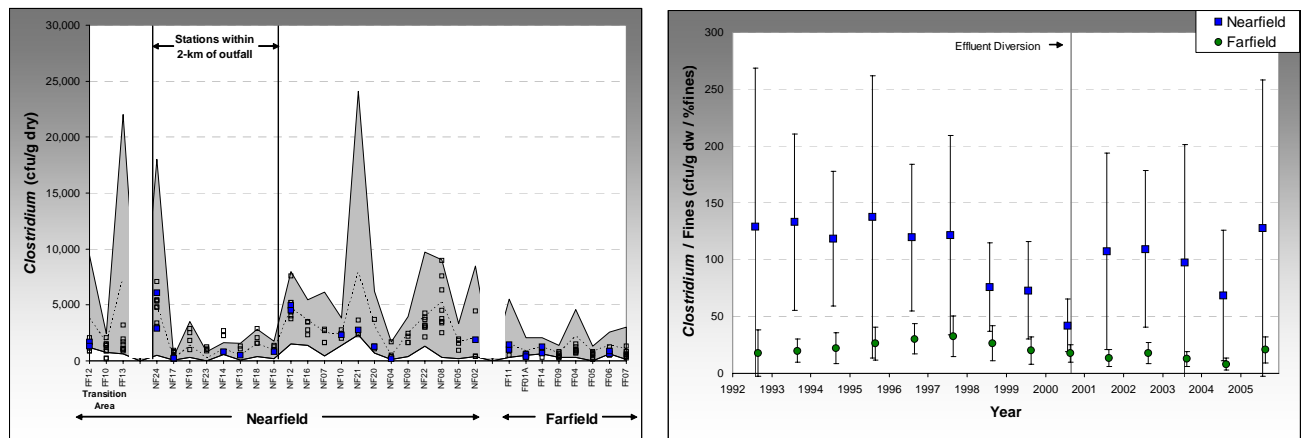 30,000
25,000
20,000
15,000
10,000
5,000
0
Clostridium (cfu/g dry)
Stations within
2-km of outfall
FF12
FF10
FF13
NF24
NF17
NF19
NF23
NF14
NF13
NF18
NF15
NF12
NF16
NF07
NF10
NF21
NF20
NF04
NF09
NF22
NF08
NF05
NF02
FF11
FF01A
FF14
FF09
FF04
FF05
FF06
FF07
Transition
Area
Nearfield
Farfield
Nearfield
Farfield
Effluent Diversion
300
250
200
150
100
50
0
Clostridium / Fines (cfu/g dw / %fines)
1992 1993 1994 1995 1996 1997 1998 1999 2000 2001 2002 2003 2004 2005
Year